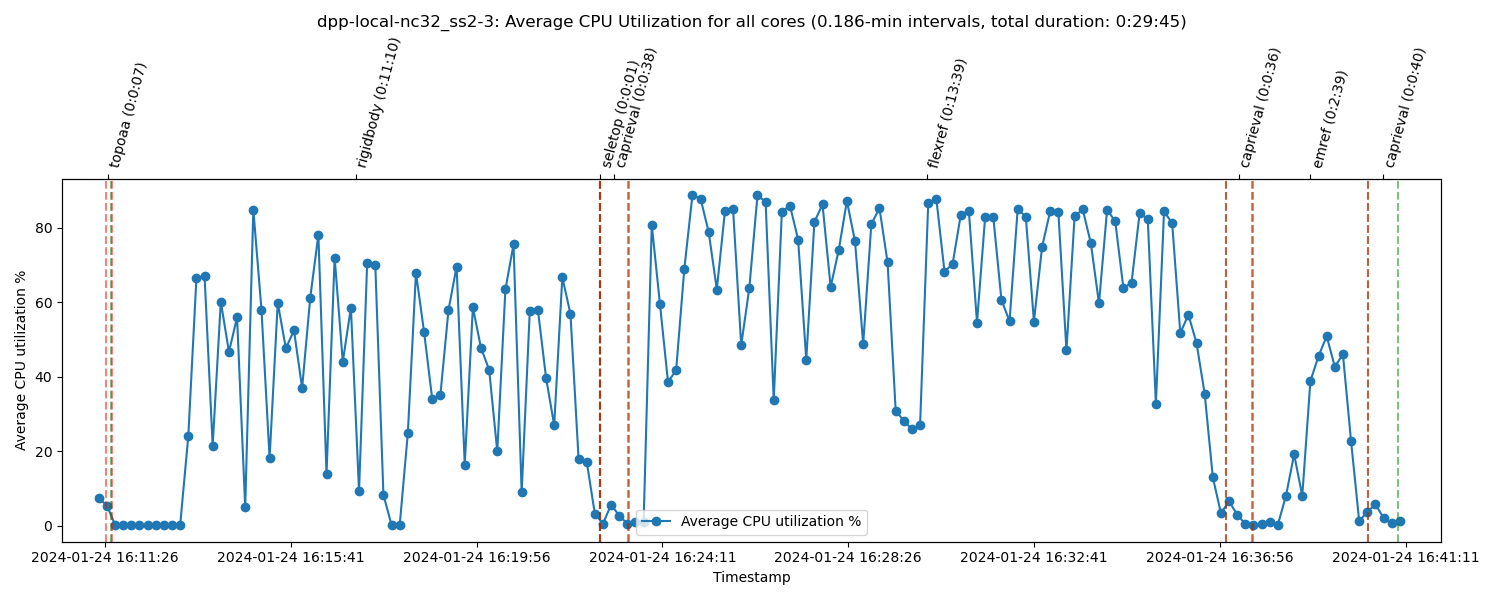 dpp-local-nc32_ss2-3: Average CPU Utilization for all cores (0.186-min intervals, total duration: 0:29:45)
topoaa (0:0:07)
rigidbody (0:11:10)
seletop (0:0:01)
caprieval (0:0:38)
flexref (0:13:39)
caprieval (0:0:36)
emref (0:2:39)
caprieval (0:0:40)
Average CPU utilization %
80
60
40
20
0
Average CPU utilization %
2024-01-24 16:11:26
2024-01-24 16:15:41
2024-01-24 16:19:56
2024-01-24 16:24:11
2024-01-24 16:28:26
2024-01-24 16:32:41
2024-01-24 16:36:56
2024-01-24 16:41:11
Timestamp